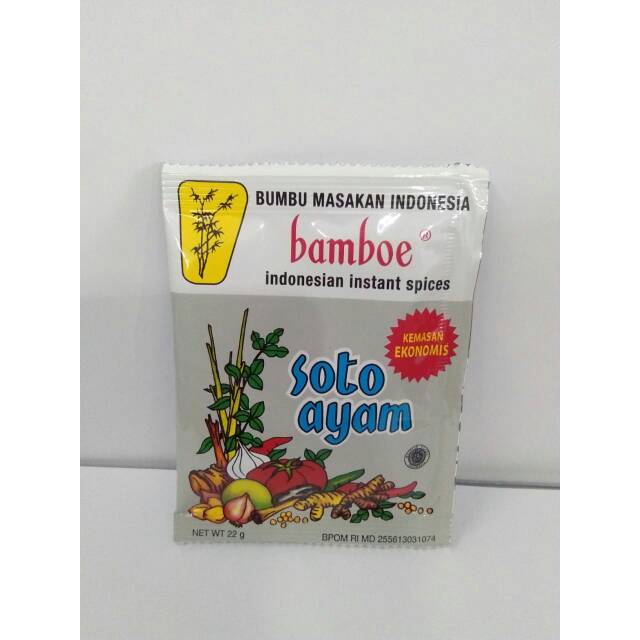 BUMBU MASAKAN INDONESIA
bamboe ®
indonesian instant spices
KEMASAN
EKONOMIS
soto
ayam
NET WT 22 g
BPOM RI MD 255613031074